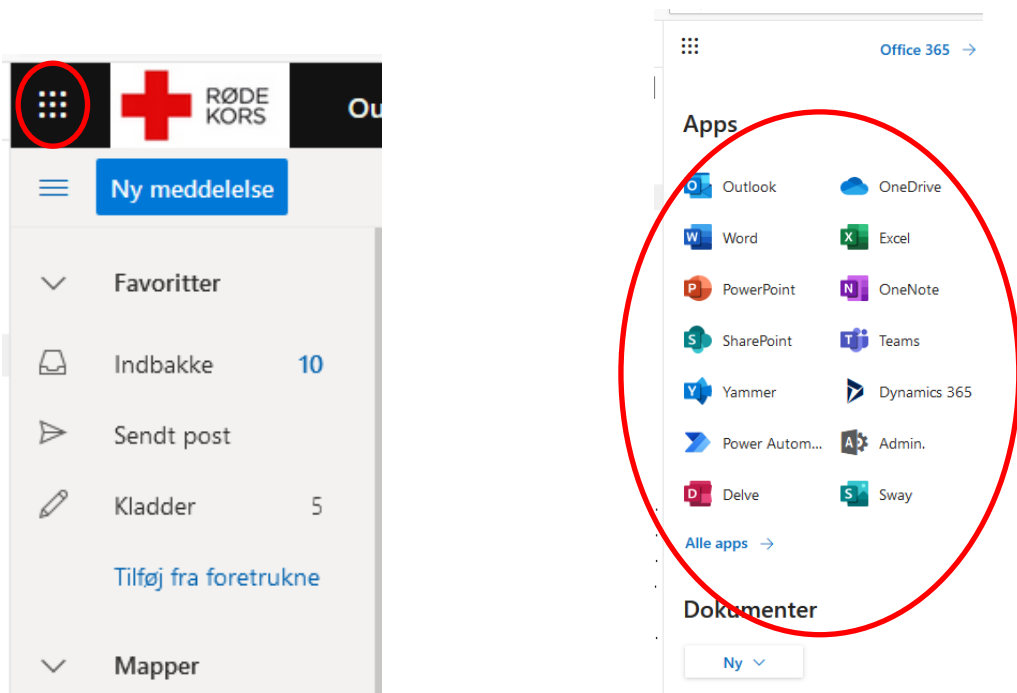 RØDE
KORS
Ou
Ny meddelelse
Favoritter
Indbakke 10
Sendt post
Kladder 5
Tilføj fra foretrukne
Mapper
Office 365 →
Apps
Outlook OneDrive
Word Excel
PowerPoint OneNote
SharePoint Teams
Yammer Dynamics 365
Power Autom... Admin.
Delve Sway
Alle apps →
Dokumenter
Ny